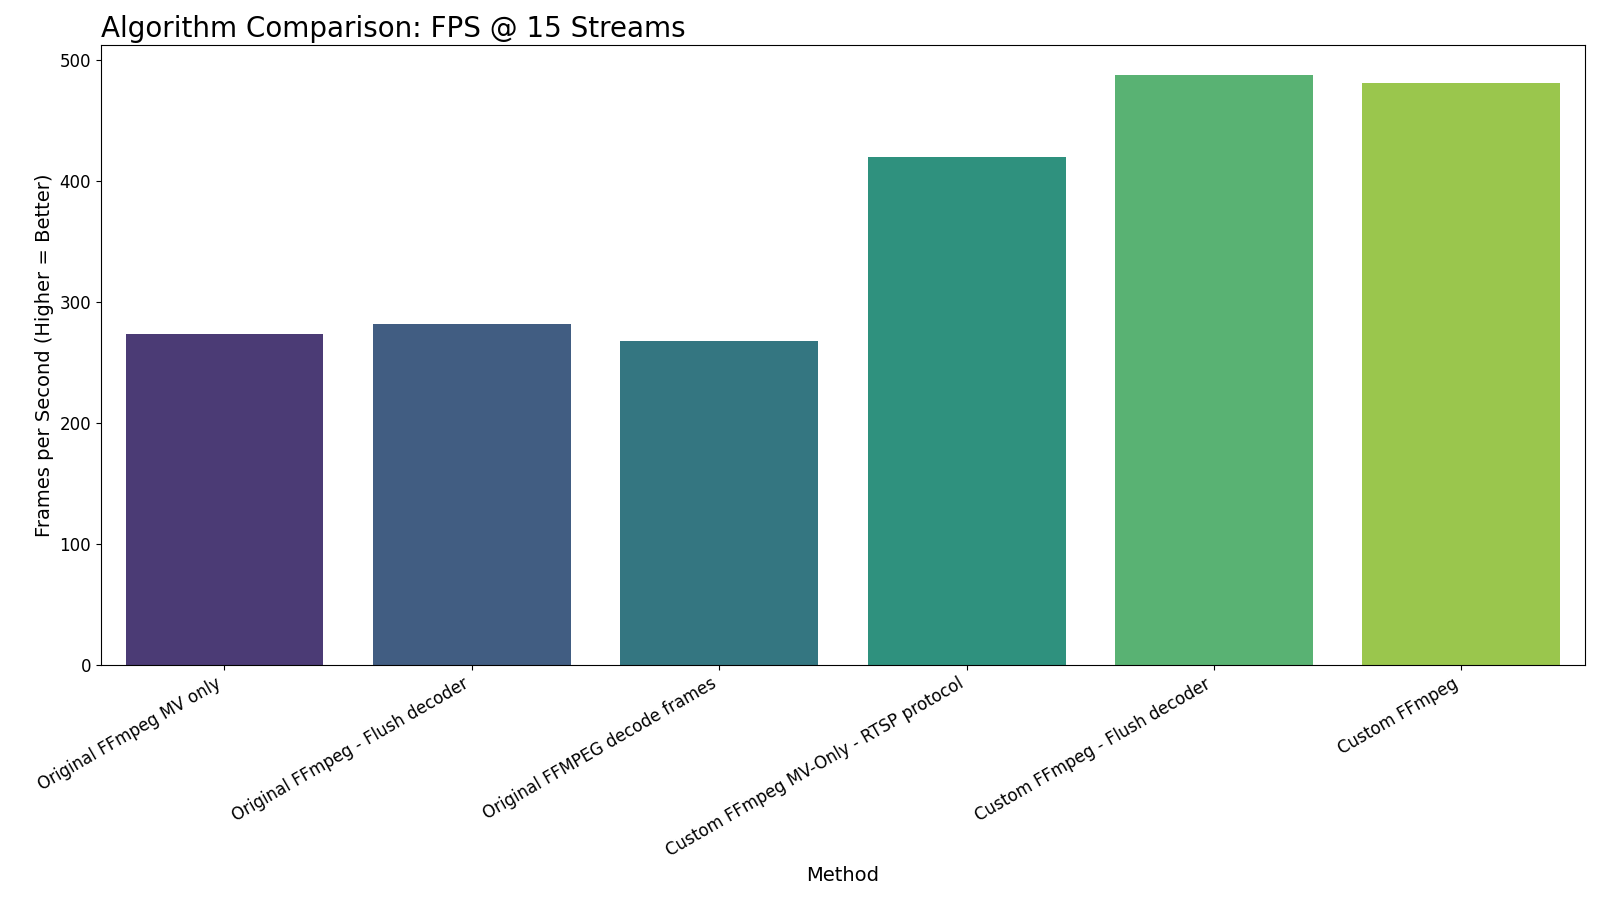 Algorithm Comparison: FPS @ 15 Streams
Frames per Second (Higher = Better)
500
400
300
200
100
0
Original FFmpeg MV only
Original FFmpeg - Flush decoder
Original FFMPEG decode frames
Custom FFmpeg MV-Only - RTSP protocol
Custom FFmpeg - Flush decoder
Custom FFmpeg
Method